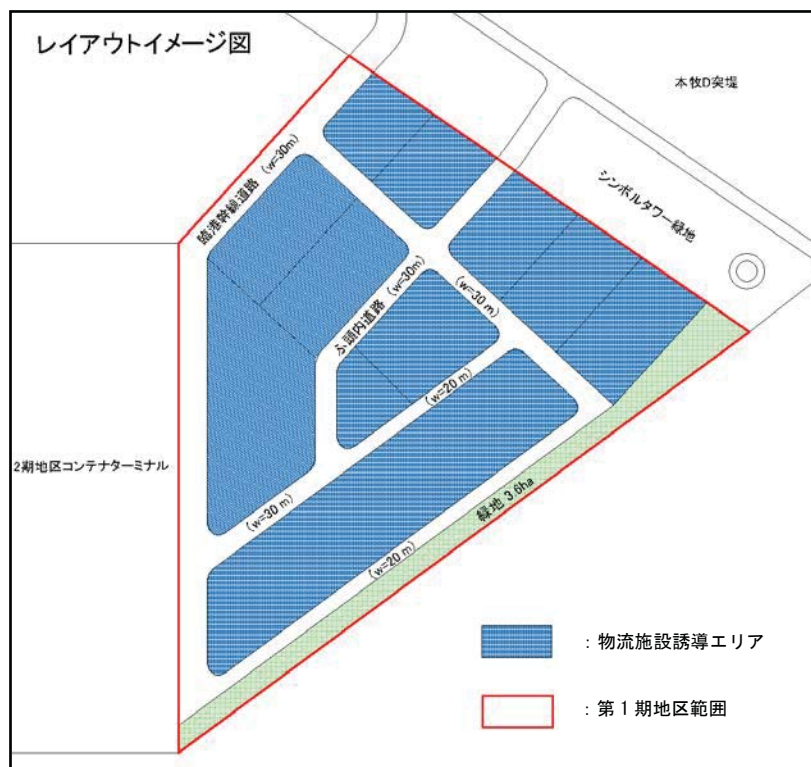 レイアウトイメージ図
本牧D突堤
臨港幹線道路 (w=30m)
シンボルタワー緑地
ふ頭内道路 (w=30m)
(w=30 m)
(w=20 m)
2期地区コンテナターミナル
(w=30 m)
緑地 3.6ha
(w=20 m)
：物流施設誘導エリア
：第1期地区範囲